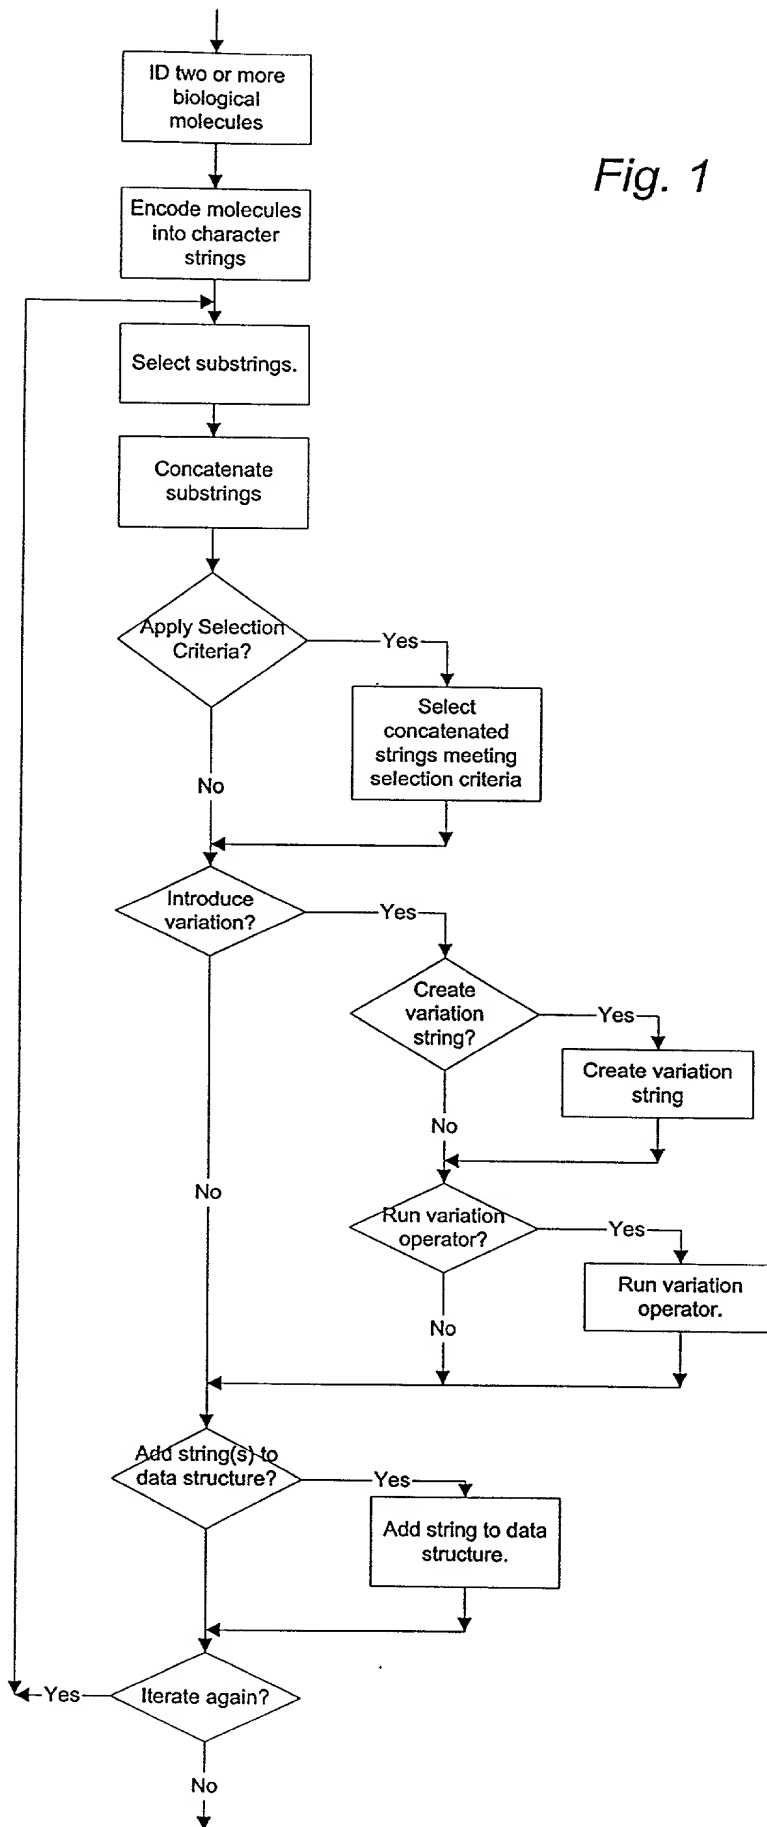 ID two or more
biological
molecules
Fig. 1
Encode molecules
into character
strings
Select substrings.
Concatenate
substrings
Apply Selection
Criteria?
Yes
Select
concatenated
strings meeting
selection criteria
No
Introduce
variation?
Yes
Create
variation
string?
Yes
Create variation
string
No
No
Run variation
operator?
Yes
Run variation
operator.
No
Add string(s) to
data structure?
Yes
Add string to data
structure.
Iterate again?
Yes
No